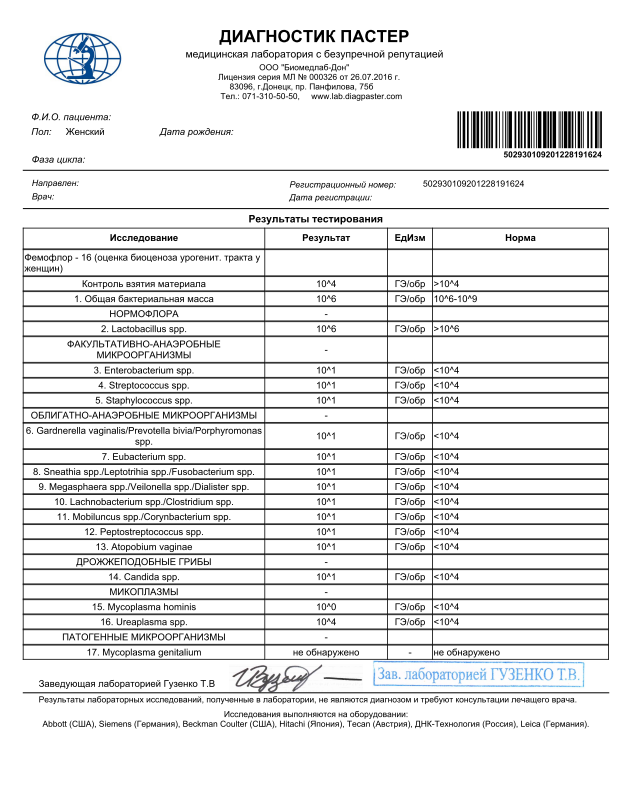 ДИАГНОСТИК ПАСТЕР
медицинская лаборатория с безупречной репутацией
ООО "Биомедлаб-Дон"
Лицензия серия МЛ № 000326 от 26.07.2016 г.
83096, г.Донецк, пр. Панфилова, 75б
Тел.: 071-310-50-50, www.lab.diagpaster.com
Ф.И.О. пациента:
Пол: Женский Дата рождения:
502930109201228191624
Фаза цикла:
Направлен: Регистрационный номер: 502930109201228191624
Врач: Дата регистрации:
Результаты тестирования
Исследование Результат ЕдИзм Норма
Фемофлор - 16 (оценка биоценоза урогенит. тракта у
женщин)
Контроль взятия материала 10^4 ГЭ/обр >10^4
1. Общая бактериальная масса 10^6 ГЭ/обр 10^6-10^9
НОРМОФЛОРА -
2. Lactobacillus spp. 10^6 ГЭ/обр >10^6
ФАКУЛЬТАТИВНО-АНАЭРОБНЫЕ
МИКРООРГАНИЗМЫ -
3. Enterobacterium spp. 10^1 ГЭ/обр <10^4
4. Streptococcus spp. 10^1 ГЭ/обр <10^4
5. Staphylococcus spp. 10^1 ГЭ/обр <10^4
ОБЛИГАТНО-АНАЭРОБНЫЕ МИКРООРГАНИЗМЫ -
6. Gardnerella vaginalis/Prevotella bivia/Porphyromonas
spp. 10^1 ГЭ/обр <10^4
7. Eubacterium spp. 10^1 ГЭ/обр <10^4
8. Sneathia spp./Leptotrihia spp./Fusobacterium spp. 10^1 ГЭ/обр <10^4
9. Megasphaera spp./Veilonella spp./Dialister spp. 10^1 ГЭ/обр <10^4
10. Lachnobacterium spp./Clostridium spp. 10^1 ГЭ/обр <10^4
11. Mobiluncus spp./Corynbacterium spp. 10^1 ГЭ/обр <10^4
12. Peptostreptococcus spp. 10^1 ГЭ/обр <10^4
13. Atopobium vaginae 10^1 ГЭ/обр <10^4
ДРОЖЖЕПОДОБНЫЕ ГРИБЫ -
14. Candida spp. 10^1 ГЭ/обр <10^4
МИКОПЛАЗМЫ -
15. Mycoplasma hominis 10^0 ГЭ/обр <10^4
16. Ureaplasma spp. 10^4 ГЭ/обр <10^4
ПАТОГЕННЫЕ МИКРООРГАНИЗМЫ -
17. Mycoplasma genitalium не обнаружено - не обнаружено
Заведующая лабораторией Гузенко Т.В Зав. лабораторией ГУЗЕНКО Т.В.
Результаты лабораторных исследований, полученные в лаборатории, не являются диагнозом и требуют консультации лечащего врача.
Исследования выполняются на оборудовании:
Abbott (США), Siemens (Германия), Beckman Coulter (США), Hitachi (Япония), Tecan (Австрия), ДНК-Технология (Россия), Leica (Германия).